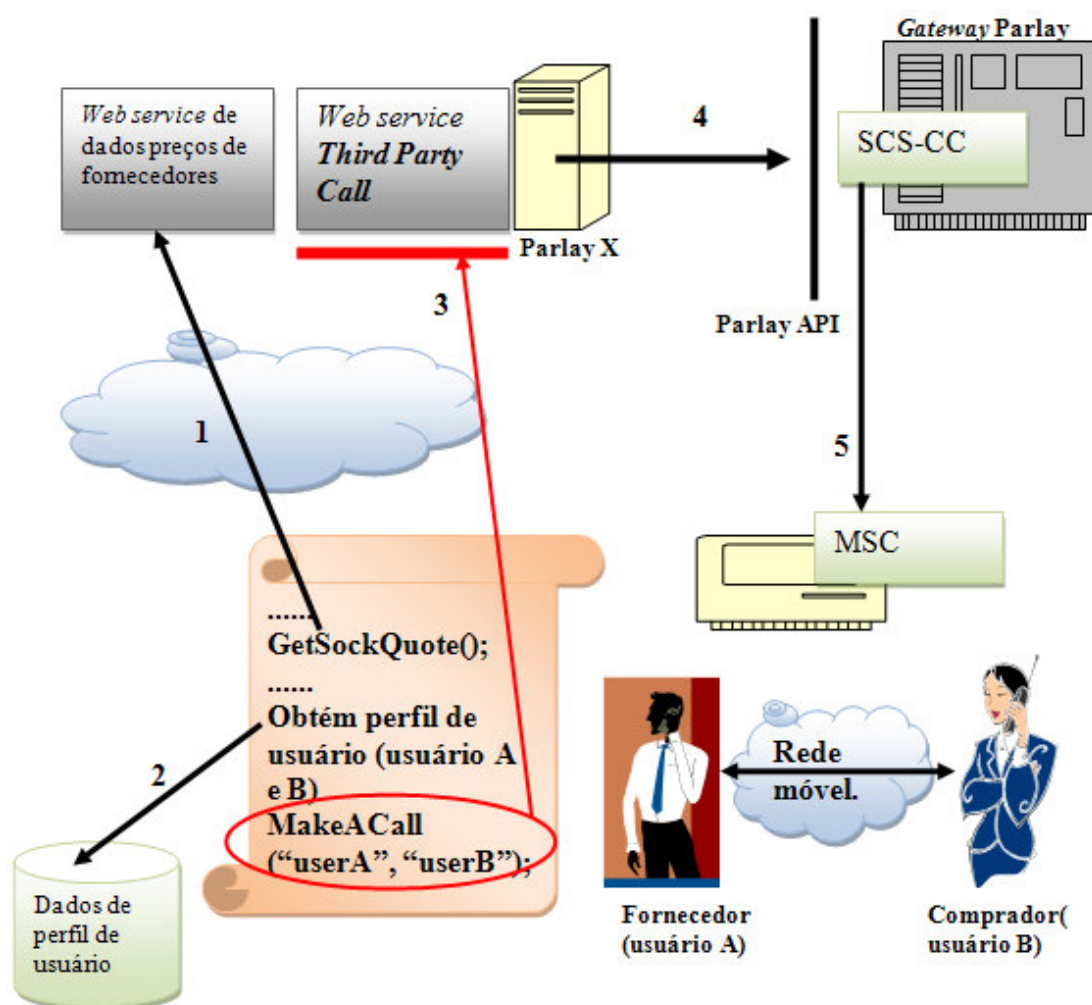 Gateway Parlay
Web service de
dados preços de
fornecedores
Web service
Third Party
Call
4
SCS-CC
Parlay X
3
Parlay API
1
5
MSC
......
GetSockQuote();
......
Obtém perfil de
usuário (usuário A
e B)
MakeACall
(“userA”, “userB”);
2
Rede
móvel.
Dados de
perfil de
usuário
Fornecedor
(usuário A)
Comprador(
usuário B)